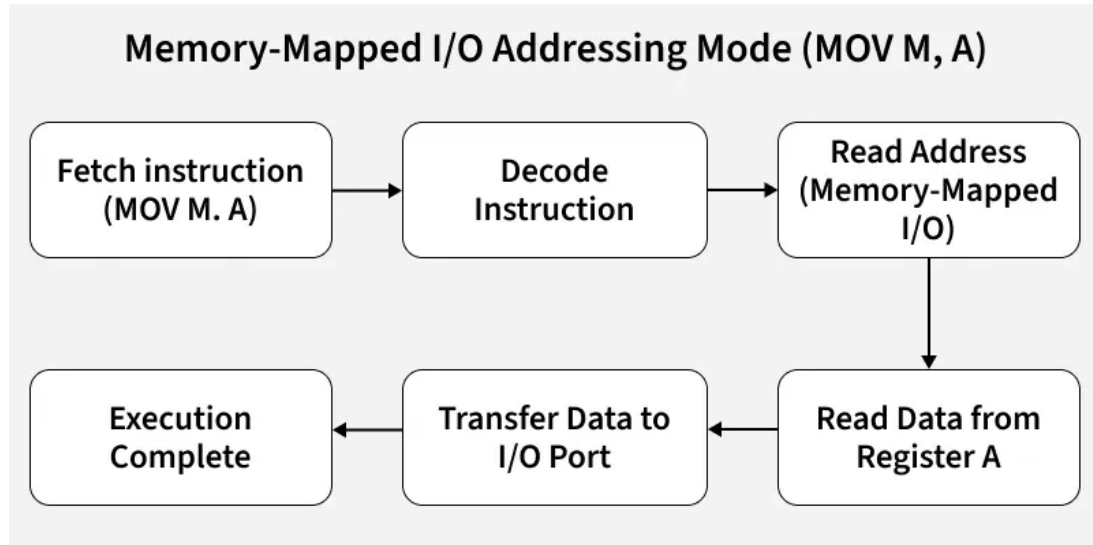 Memory-Mapped I/O Addressing Mode (MOV M, A)
Fetch instruction
(MOV M. A)
Decode
Instruction
Read Address
(Memory-Mapped
I/O)
Read Data from
Register A
Transfer Data to
I/O Port
Execution
Complete